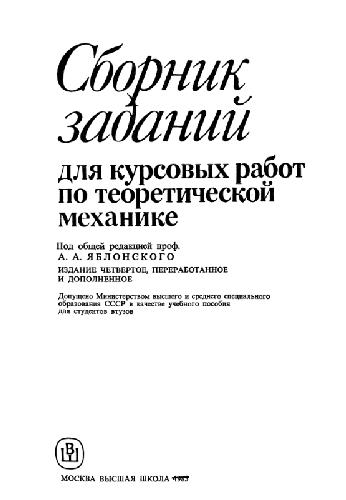 Сборник
заданий
для курсовых работ
по теоретической
механике
Под общей редакцией проф.
А. А. ЯБЛОНСКОГО
ИЗДАНИЕ ЧЕТВЕРТОЕ, ПЕРЕРАБОТАННОЕ
И ДОПОЛНЕННОЕ
Допущено Министерством высшего и среднего специального
образования СССР в качестве учебного пособия
для студентов втузов
МОСКВА ВЫСШАЯ ШКОЛА